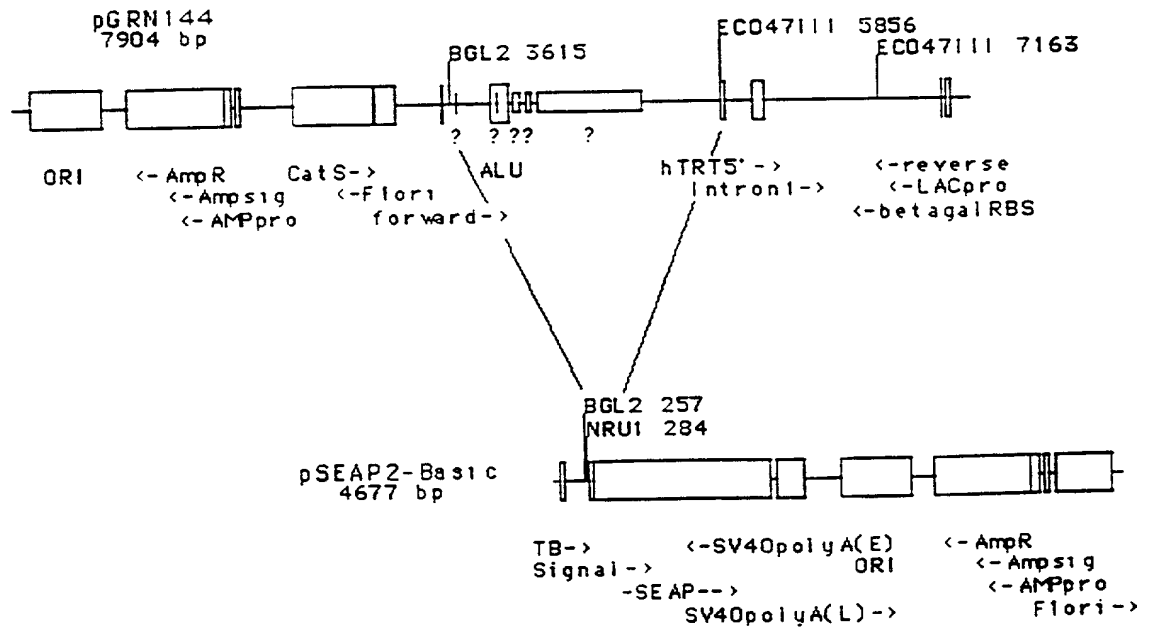 pGRN144
7904 bp
BGL2 3615
ECO47III 5856
ECO47III 7163
? ? ?? ?
ORI
<-AmpR
<-Ampsig
<-AMPpro
CatS->
<-F1ori
forward->
ALU
hTRT5' ->
Intron1->
<-reverse
<-LACpro
<-betagalRBS
BGL2 257
NRU1 284
pSEAP2-Basic
4677 bp
TB->
Signal->
-SEAP-->
<-SV40polyA(E)
ORI
SV40polyA(L)->
<-AmpR
<-Ampsig
<-AMPpro
F1ori->